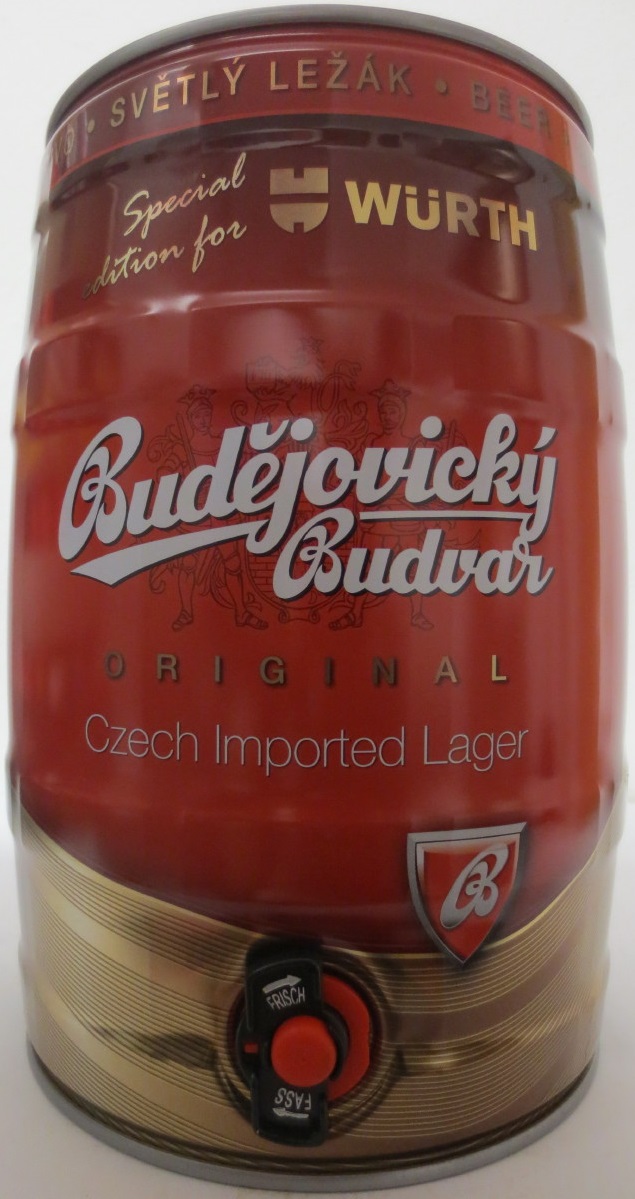 • SVĚTLÝ LEŽÁK • BEER
Special
edition for
WÜRTH
Budějovický
Budvar
ORIGINAL
Czech Imported Lager
B
FRISCH
FASS